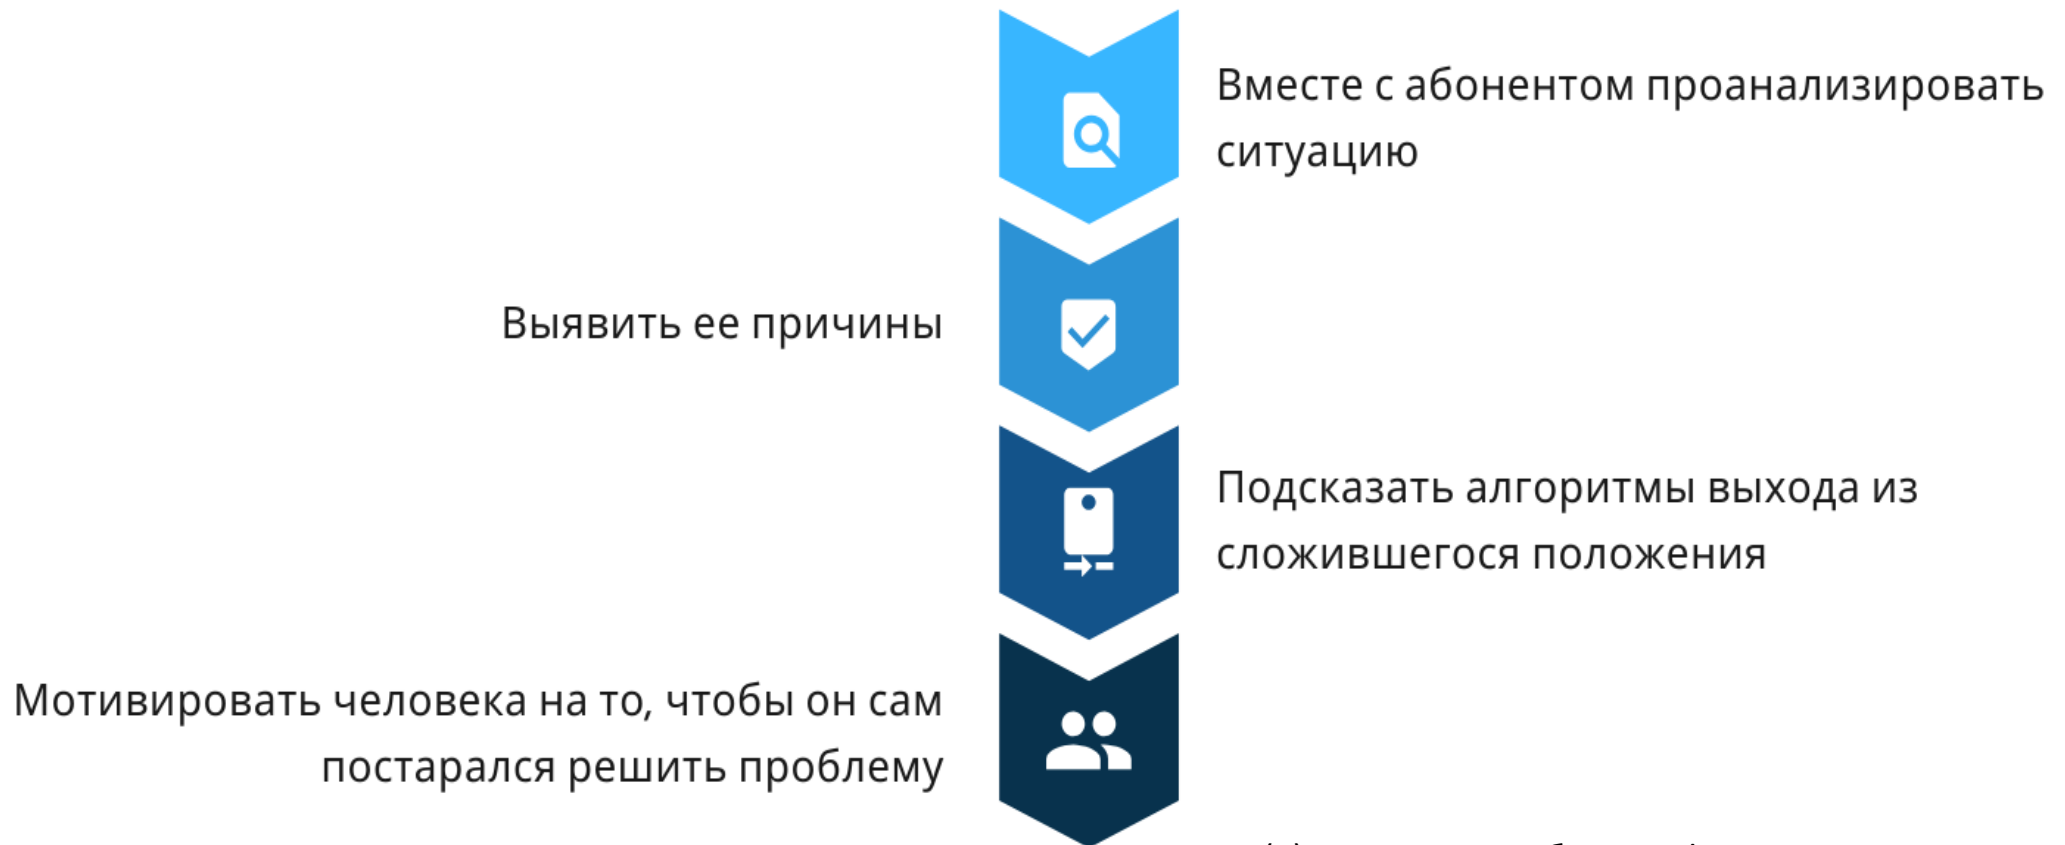 Вместе с абонентом проанализировать
ситуацию
Выявить ее причины
Подсказать алгоритмы выхода из
сложившегося положения
Мотивировать человека на то, чтобы он сам
постарался решить проблему